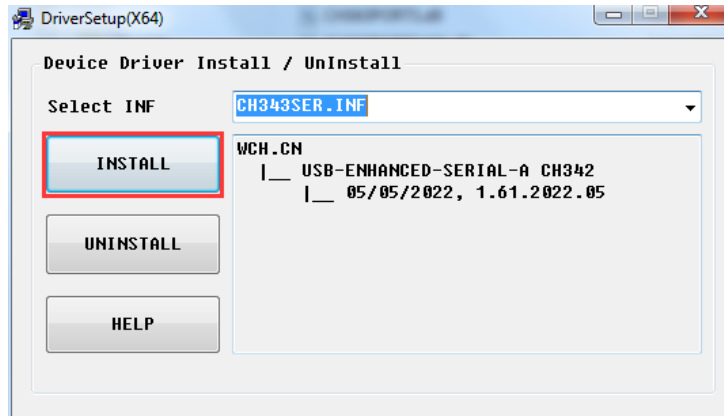 DriverSetup(X64)
Device Driver Install / UnInstall
Select INF
CH343SER.INF
INSTALL
WCH.CN
|__ USB-ENHANCED-SERIAL-A CH342
|__ 05/05/2022, 1.61.2022.05
UNINSTALL
HELP